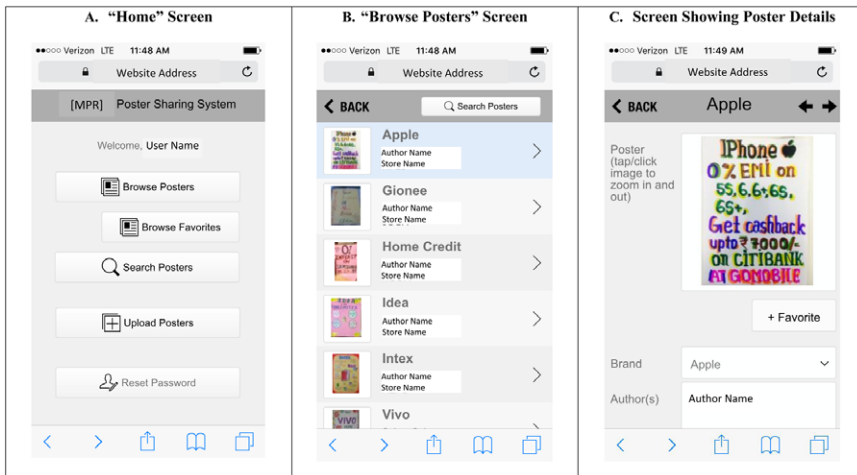 A. “Home” Screen
●●○○○ Verizon LTE 11:48 AM
Website Address
[MPR] Poster Sharing System
Welcome, User Name
Browse Posters
Browse Favorites
Search Posters
Upload Posters
Reset Password
B. “Browse Posters” Screen
●●○○○ Verizon LTE 11:48 AM
Website Address
BACK
Search Posters
Apple
Author Name
Store Name
Gionee
Author Name
Store Name
Home Credit
Author Name
Store Name
Idea
Author Name
Store Name
Intex
Author Name
Store Name
Vivo
C. Screen Showing Poster Details
●●○○○ Verizon LTE 11:49 AM
Website Address
BACK
Apple
Poster
(tap/click
image to
zoom in and
out)
IPhone
0% EMI on
5S, 6.6+,6S,
6S+,
Get cashback
upto ₹ 7,000/-
on CITIBANK
AT GOMOBILE
+ Favorite
Brand
Apple
Author(s)
Author Name